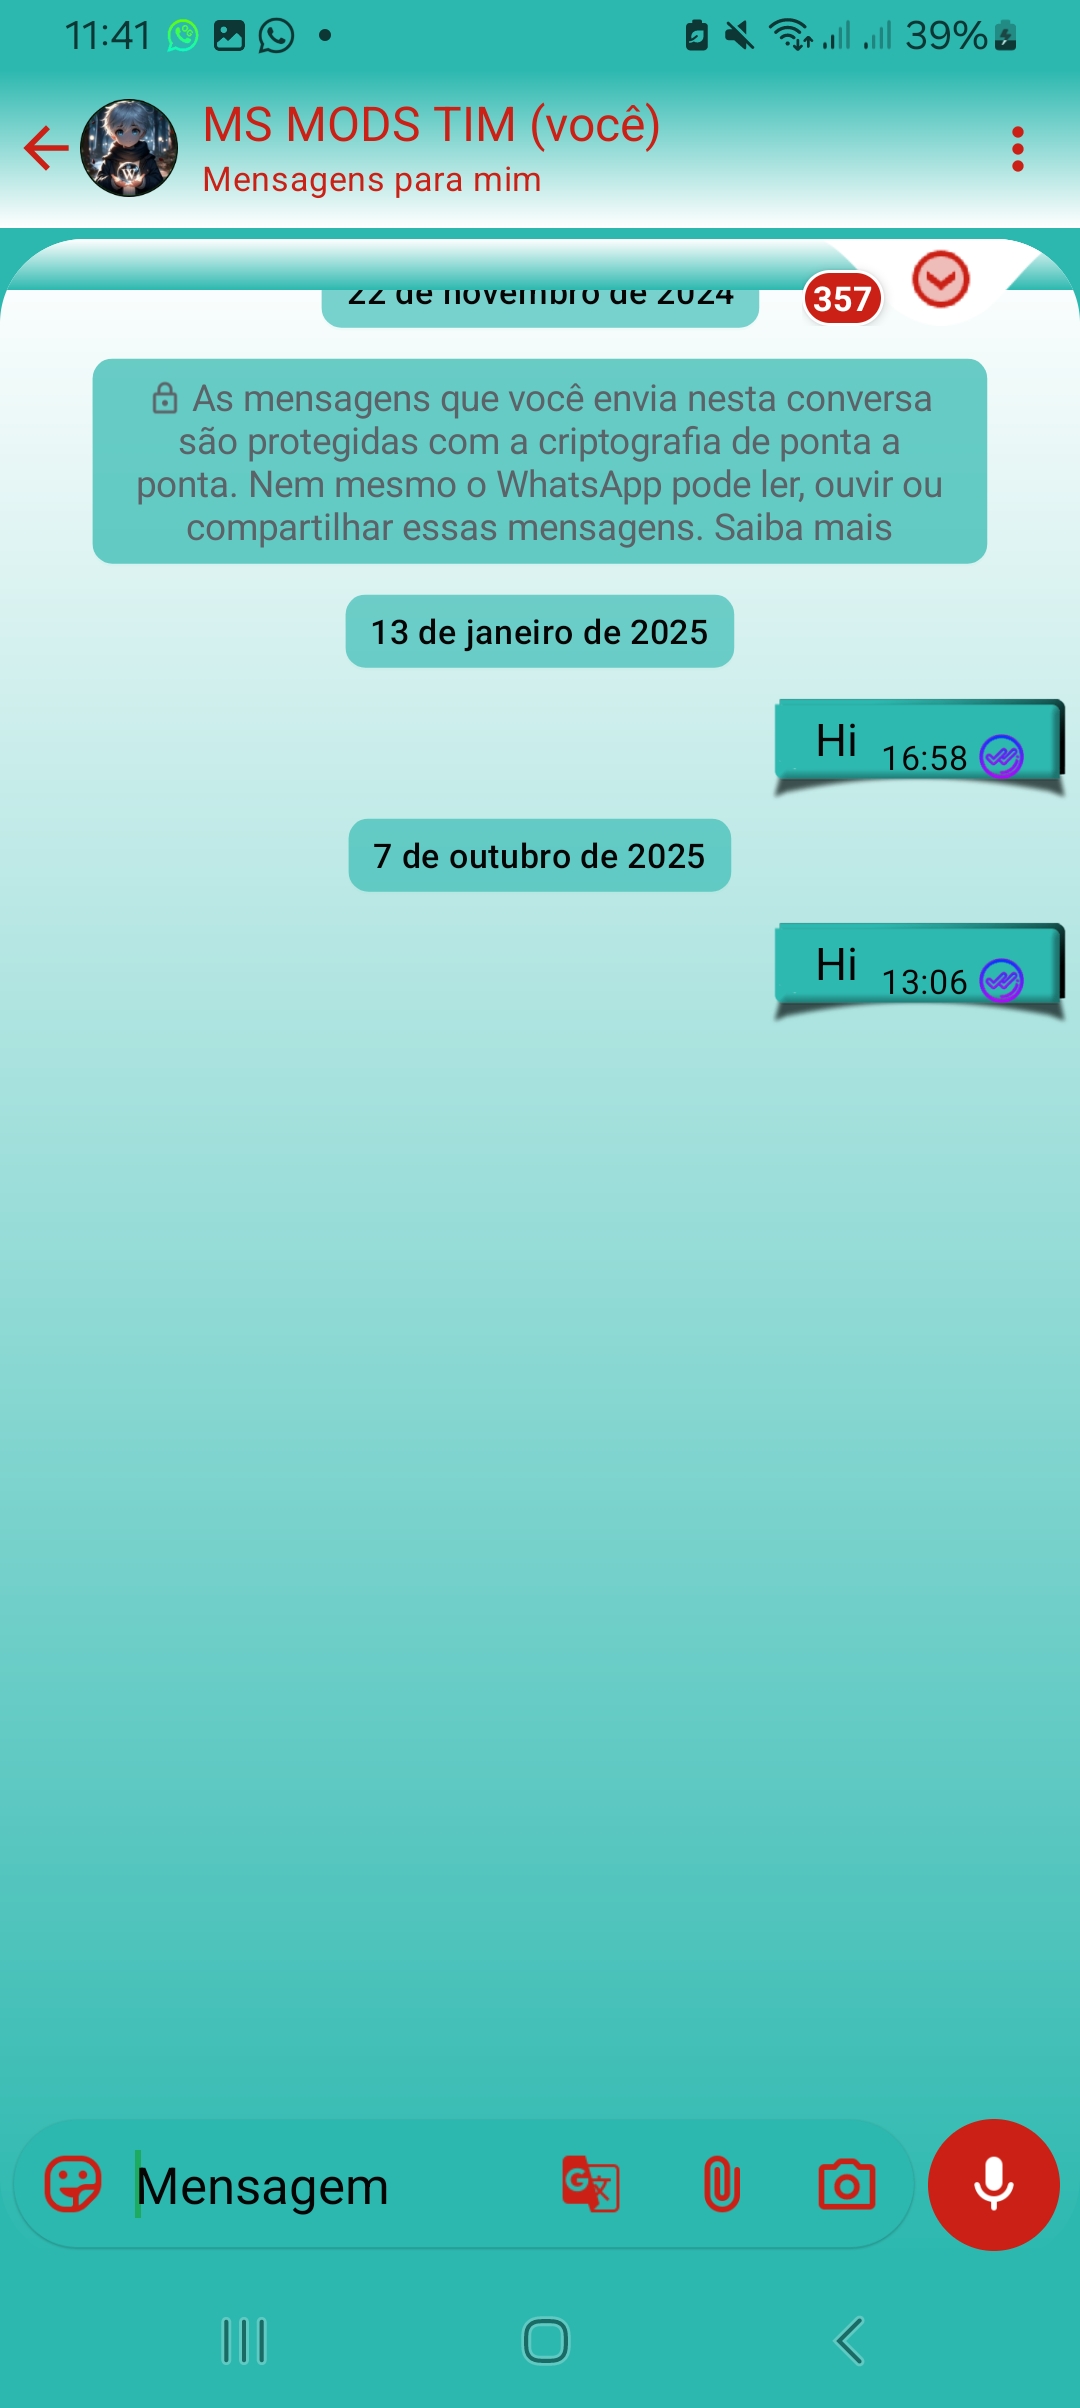 11:41
39%
MS MODS TIM (você)
Mensagens para mim
22 de novembro de 2024
357
As mensagens que você envia nesta conversa
são protegidas com a criptografia de ponta a
ponta. Nem mesmo o WhatsApp pode ler, ouvir ou
compartilhar essas mensagens. Saiba mais
13 de janeiro de 2025
Hi 16:58
7 de outubro de 2025
Hi 13:06
Mensagem